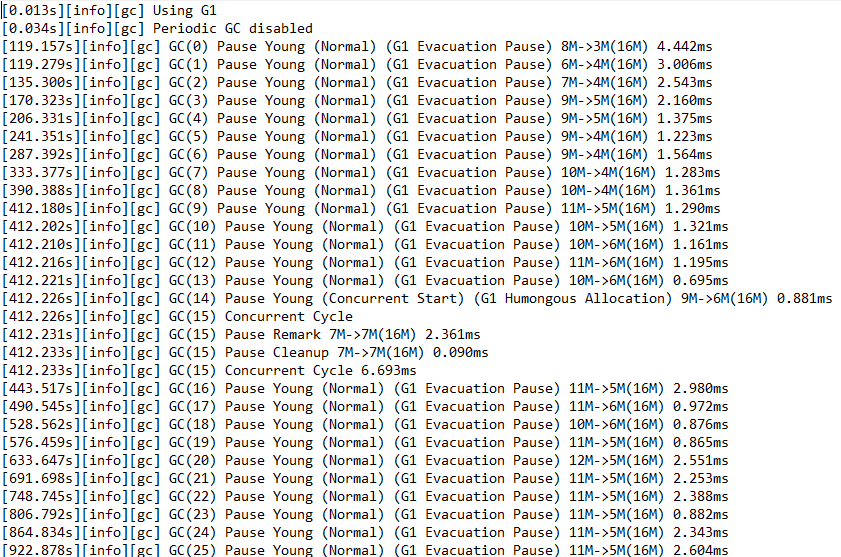 [0.013s][info][gc] Using G1
[0.034s][info][gc] Periodic GC disabled
[119.157s][info][gc] GC(0) Pause Young (Normal) (G1 Evacuation Pause) 8M->3M(16M) 4.442ms
[119.279s][info][gc] GC(1) Pause Young (Normal) (G1 Evacuation Pause) 6M->4M(16M) 3.006ms
[135.300s][info][gc] GC(2) Pause Young (Normal) (G1 Evacuation Pause) 7M->4M(16M) 2.543ms
[170.323s][info][gc] GC(3) Pause Young (Normal) (G1 Evacuation Pause) 9M->5M(16M) 2.160ms
[206.331s][info][gc] GC(4) Pause Young (Normal) (G1 Evacuation Pause) 9M->5M(16M) 1.375ms
[241.351s][info][gc] GC(5) Pause Young (Normal) (G1 Evacuation Pause) 9M->4M(16M) 1.223ms
[287.392s][info][gc] GC(6) Pause Young (Normal) (G1 Evacuation Pause) 9M->4M(16M) 1.564ms
[333.377s][info][gc] GC(7) Pause Young (Normal) (G1 Evacuation Pause) 10M->4M(16M) 1.283ms
[390.388s][info][gc] GC(8) Pause Young (Normal) (G1 Evacuation Pause) 10M->4M(16M) 1.361ms
[412.180s][info][gc] GC(9) Pause Young (Normal) (G1 Evacuation Pause) 11M->5M(16M) 1.290ms
[412.202s][info][gc] GC(10) Pause Young (Normal) (G1 Evacuation Pause) 10M->5M(16M) 1.321ms
[412.210s][info][gc] GC(11) Pause Young (Normal) (G1 Evacuation Pause) 10M->6M(16M) 1.161ms
[412.216s][info][gc] GC(12) Pause Young (Normal) (G1 Evacuation Pause) 11M->6M(16M) 1.195ms
[412.221s][info][gc] GC(13) Pause Young (Normal) (G1 Evacuation Pause) 10M->6M(16M) 0.695ms
[412.226s][info][gc] GC(14) Pause Young (Concurrent Start) (G1 Humongous Allocation) 9M->6M(16M) 0.881ms
[412.226s][info][gc] GC(15) Concurrent Cycle
[412.231s][info][gc] GC(15) Pause Remark 7M->7M(16M) 2.361ms
[412.233s][info][gc] GC(15) Pause Cleanup 7M->7M(16M) 0.090ms
[412.233s][info][gc] GC(15) Concurrent Cycle 6.693ms
[443.517s][info][gc] GC(16) Pause Young (Normal) (G1 Evacuation Pause) 11M->5M(16M) 2.980ms
[490.545s][info][gc] GC(17) Pause Young (Normal) (G1 Evacuation Pause) 11M->6M(16M) 0.972ms
[528.562s][info][gc] GC(18) Pause Young (Normal) (G1 Evacuation Pause) 10M->6M(16M) 0.876ms
[576.459s][info][gc] GC(19) Pause Young (Normal) (G1 Evacuation Pause) 11M->5M(16M) 0.865ms
[633.647s][info][gc] GC(20) Pause Young (Normal) (G1 Evacuation Pause) 12M->5M(16M) 2.551ms
[691.698s][info][gc] GC(21) Pause Young (Normal) (G1 Evacuation Pause) 11M->5M(16M) 2.253ms
[748.745s][info][gc] GC(22) Pause Young (Normal) (G1 Evacuation Pause) 11M->5M(16M) 2.388ms
[806.792s][info][gc] GC(23) Pause Young (Normal) (G1 Evacuation Pause) 11M->5M(16M) 0.882ms
[864.834s][info][gc] GC(24) Pause Young (Normal) (G1 Evacuation Pause) 11M->5M(16M) 2.343ms
[922.878s][info][gc] GC(25) Pause Young (Normal) (G1 Evacuation Pause) 11M->5M(16M) 2.604ms